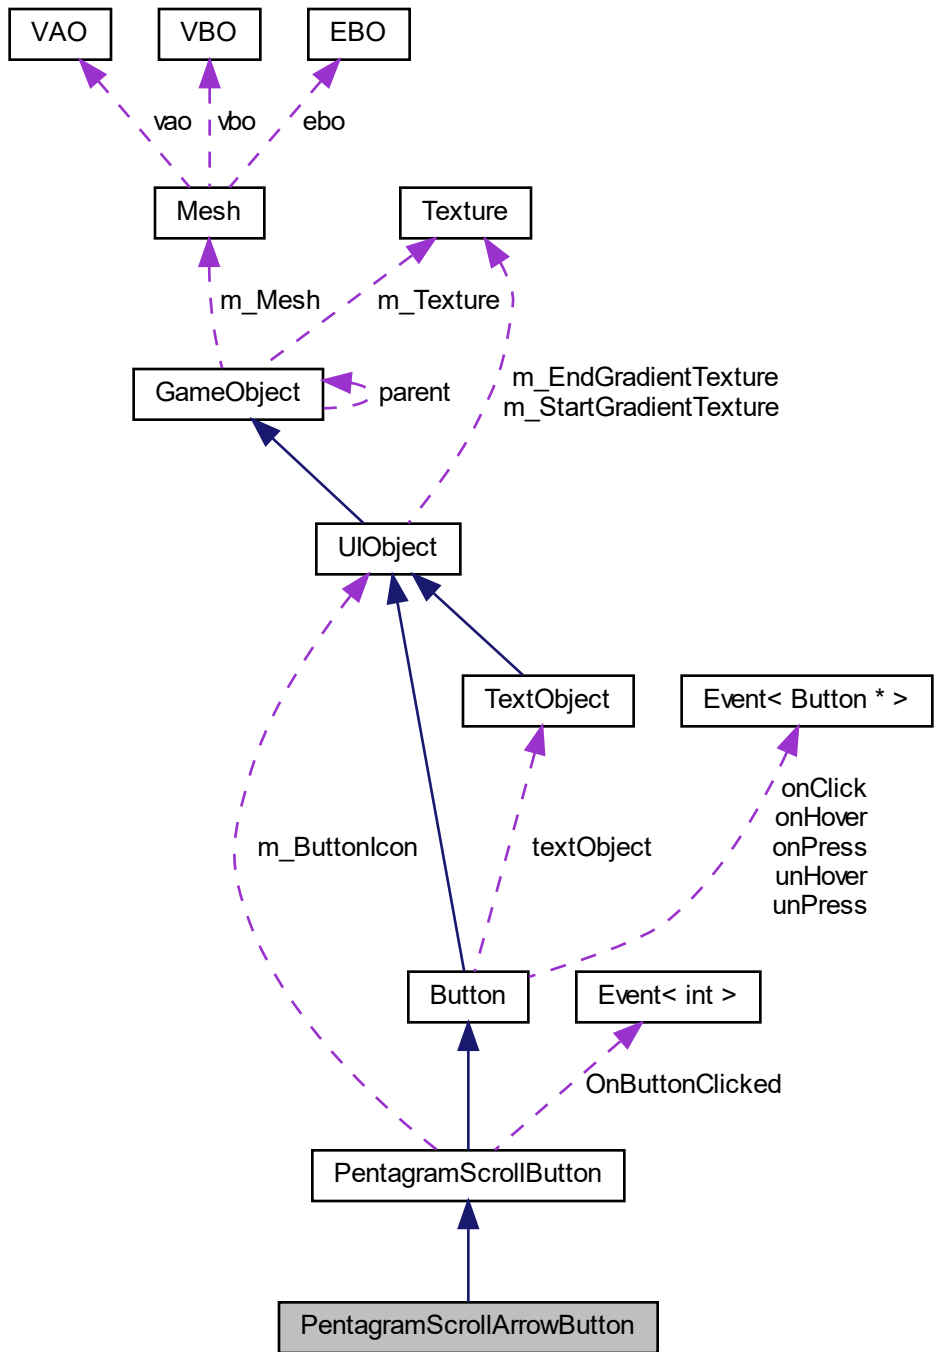 VAO
VBO
EBO
vao
vbo
ebo
Mesh
Texture
m_Mesh
m_Texture
GameObject
parent
m_EndGradientTexture
m_StartGradientTexture
UIObject
TextObject
Event< Button * >
m_ButtonIcon
textObject
onClick
onHover
onPress
unHover
unPress
Button
Event< int >
OnButtonClicked
PentagramScrollButton
PentagramScrollArrowButton